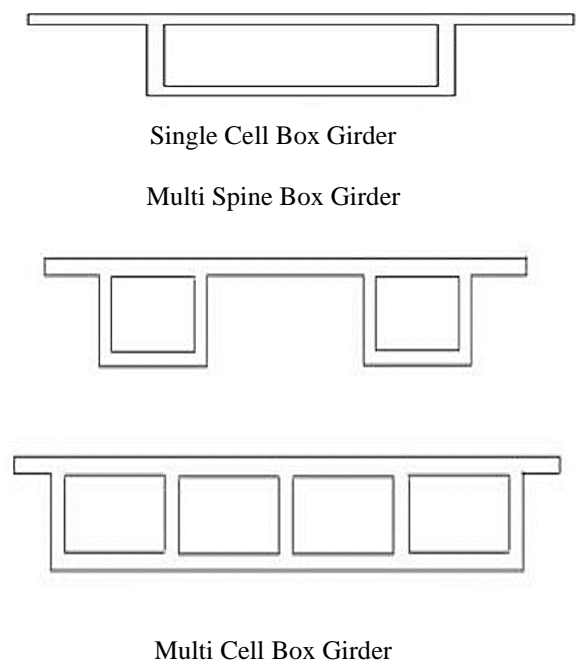 Single Cell Box Girder
Multi Spine Box Girder
Multi Cell Box Girder